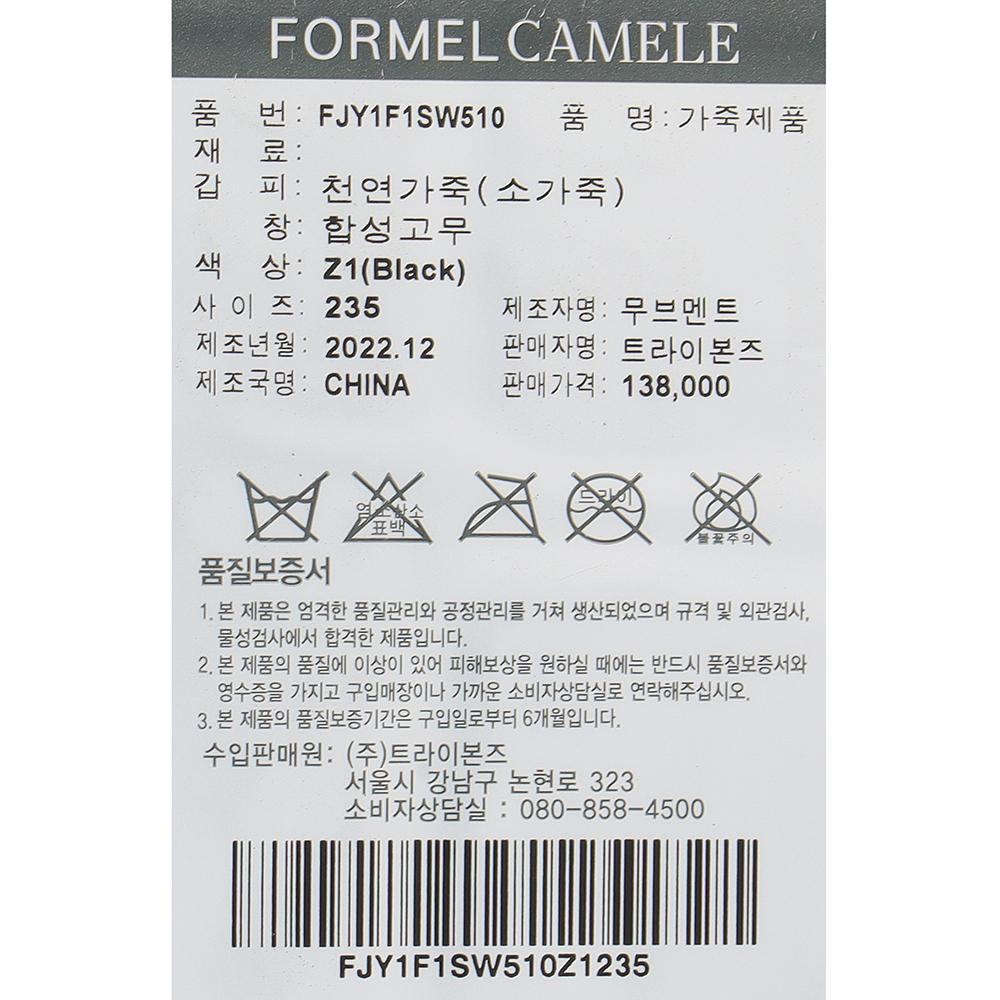 FORMEL CAMELE
품 번: FJY1F1SW510 품 명: 가죽제품
재 료:
갑 피: 천연가죽(소가죽)
창: 합성고무
색 상: Z1(Black)
사 이 즈: 235 제조자명: 무브멘트
제조년월: 2022.12 판매자명: 트라이본즈
제조국명: CHINA 판매가격: 138,000
염소산소 표백 드라이 불꽃주의
품질보증서
1. 본 제품은 엄격한 품질관리와 공정관리를 거쳐 생산되었으며 규격 및 외관검사,
물성검사에서 합격한 제품입니다.
2. 본 제품의 품질에 이상이 있어 피해보상을 원하실 때에는 반드시 품질보증서와
영수증을 가지고 구입매장이나 가까운 소비자상담실로 연락해주십시오.
3. 본 제품의 품질보증기간은 구입일로부터 6개월입니다.
수입판매원: (주)트라이본즈
서울시 강남구 논현로 323
소비자상담실 : 080-858-4500
FJY1F1SW510Z1235